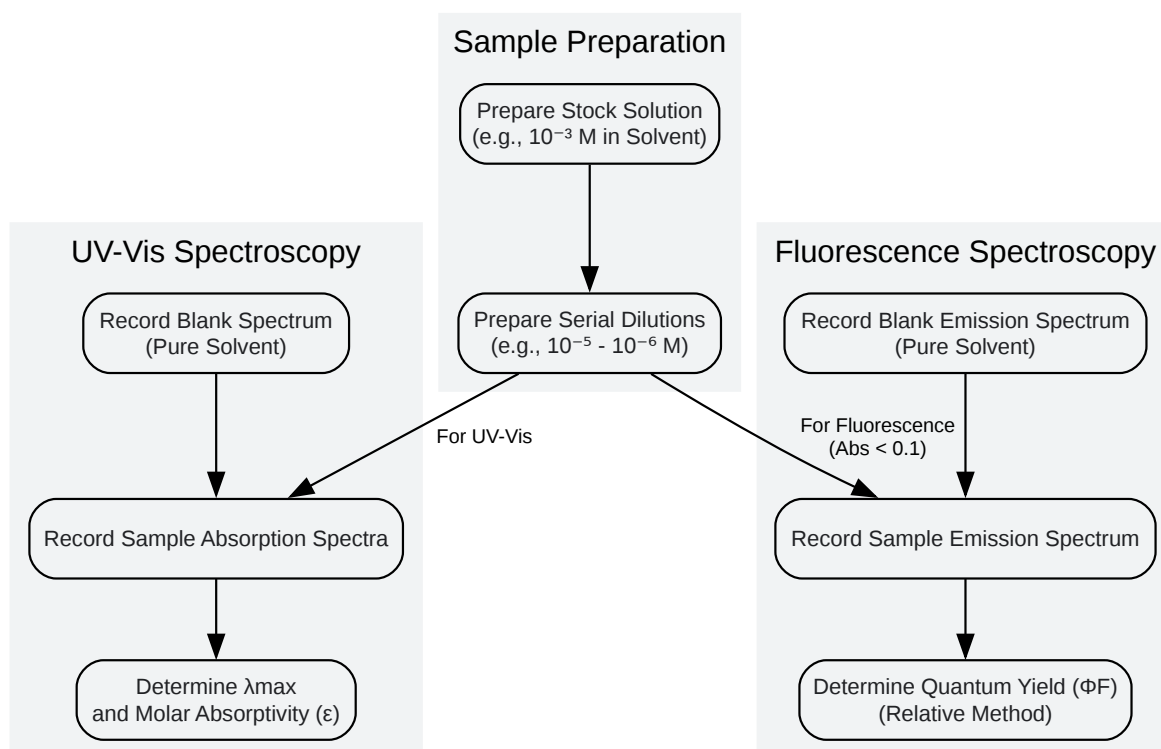 Sample Preparation
Prepare Stock Solution
(e.g., 10⁻³ M in Solvent)
UV-Vis Spectroscopy
Fluorescence Spectroscopy
Record Blank Spectrum
(Pure Solvent)
Prepare Serial Dilutions
(e.g., 10⁻⁵ - 10⁻⁶ M)
Record Blank Emission Spectrum
(Pure Solvent)
For UV-Vis
For Fluorescence
(Abs < 0.1)
Record Sample Absorption Spectra
Record Sample Emission Spectrum
Determine λmax
and Molar Absorptivity (ε)
Determine Quantum Yield (ΦF)
(Relative Method)